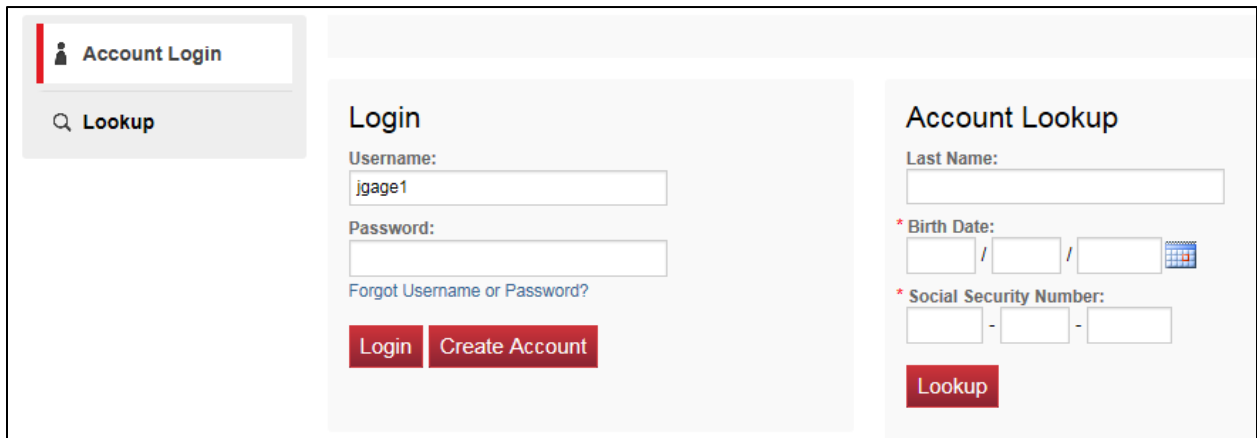 Account Login
Lookup
Login
Username:
jgage1
Password:
Forgot Username or Password?
Login
Create Account
Account Lookup
Last Name:
* Birth Date:
/ /
* Social Security Number:
- -
Lookup